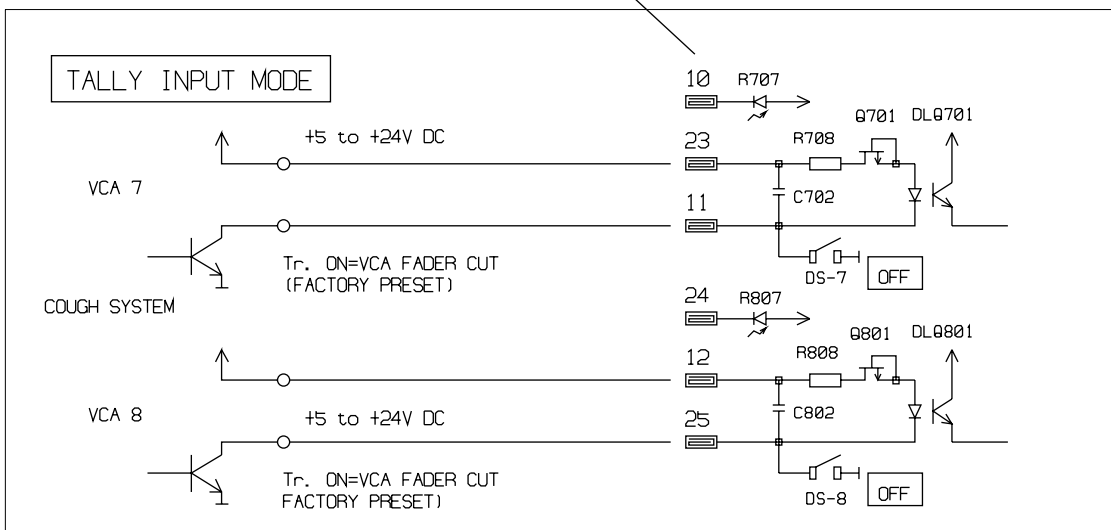 TALLY INPUT MODE
10 R707
+5 to +24V DC
23 R708 Q701 DLQ701
VCA 7
11 C702
Tr. ON=VCA FADER CUT
(FACTORY PRESET)
DS-7 OFF
COUGH SYSTEM
24 R807
12 R808 Q801 DLQ801
VCA 8
+5 to +24V DC
25 C802
Tr. ON=VCA FADER CUT
FACTORY PRESET)
DS-8 OFF